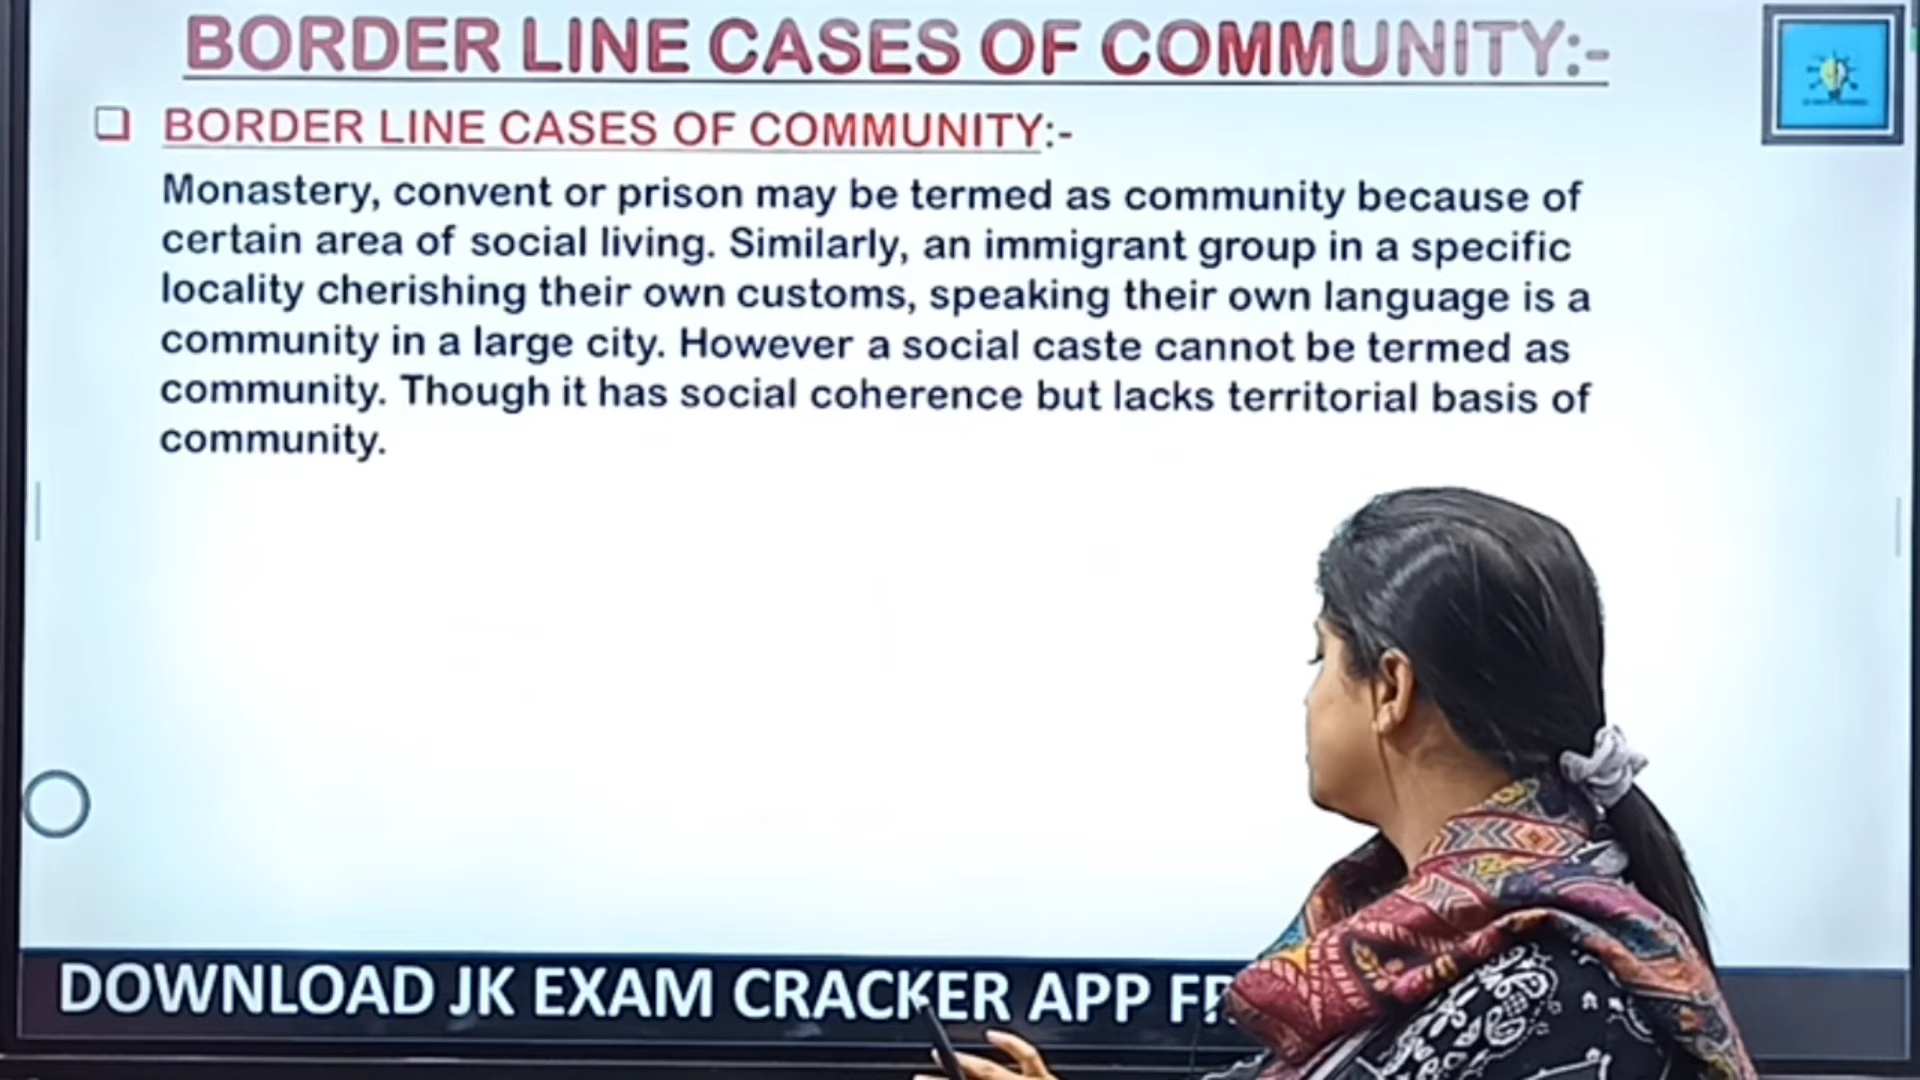 BORDER LINE CASES OF COMMUNITY:-
BORDER LINE CASES OF COMMUNITY:-
Monastery, convent or prison may be termed as community because of
certain area of social living. Similarly, an immigrant group in a specific
locality cherishing their own customs, speaking their own language is a
community in a large city. However a social caste cannot be termed as
community. Though it has social coherence but lacks territorial basis of
community.
DOWNLOAD JK EXAM CRACKER APP